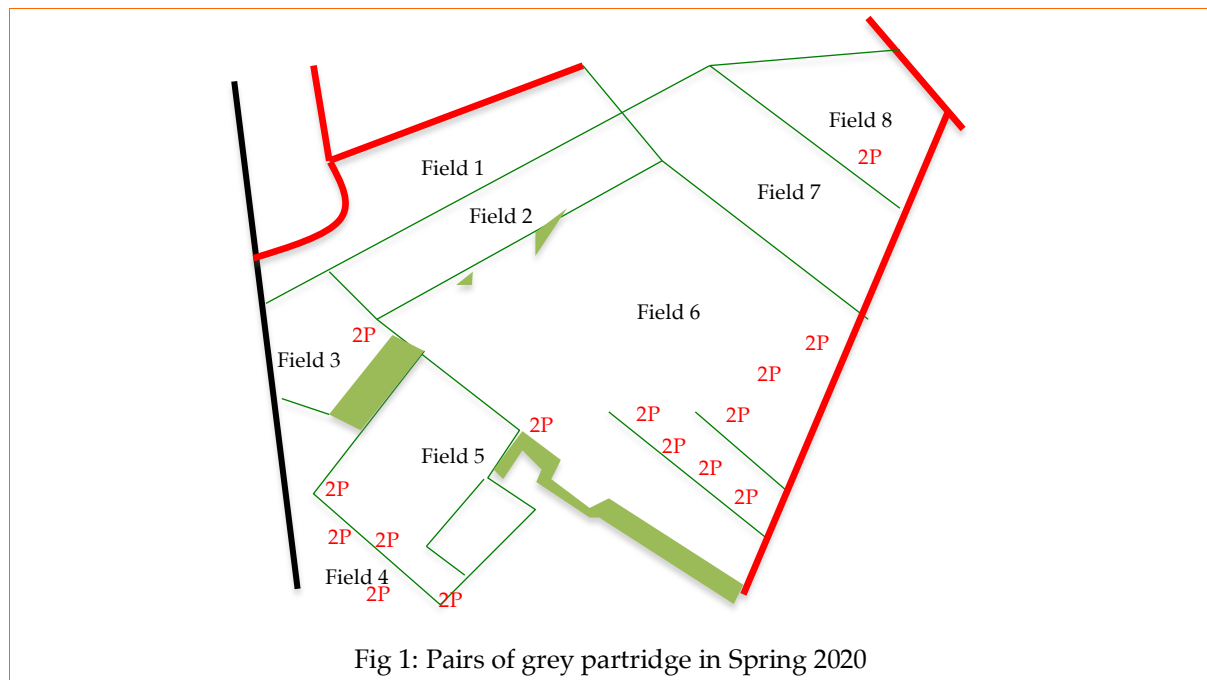 Field 8
2P
Field 1
Field 7
Field 2
Field 6
2P
2P
Field 3
2P
2P
2P
2P
2P
Field 5
2P
2P
2P
2P
2P
Field 4
2P
2P
Fig 1: Pairs of grey partridge in Spring 2020